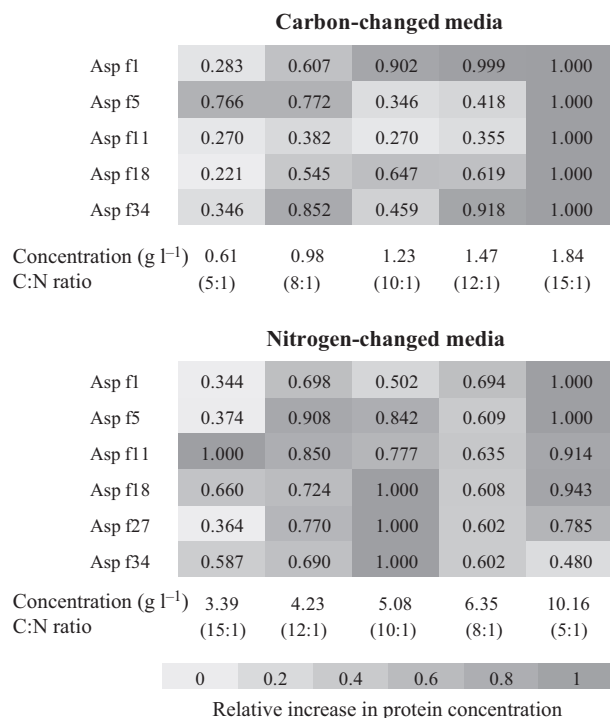 Carbon-changed media
Asp f1 0.283 0.607 0.902 0.999 1.000
Asp f5 0.766 0.772 0.346 0.418 1.000
Asp f11 0.270 0.382 0.270 0.355 1.000
Asp f18 0.221 0.545 0.647 0.619 1.000
Asp f34 0.346 0.852 0.459 0.918 1.000
Concentration (g l⁻¹) 0.61 0.98 1.23 1.47 1.84
C:N ratio (5:1) (8:1) (10:1) (12:1) (15:1)
Nitrogen-changed media
Asp f1 0.344 0.698 0.502 0.694 1.000
Asp f5 0.374 0.908 0.842 0.609 1.000
Asp f11 1.000 0.850 0.777 0.635 0.914
Asp f18 0.660 0.724 1.000 0.608 0.943
Asp f27 0.364 0.770 1.000 0.602 0.785
Asp f34 0.587 0.690 1.000 0.602 0.480
Concentration (g l⁻¹) 3.39 4.23 5.08 6.35 10.16
C:N ratio (15:1) (12:1) (10:1) (8:1) (5:1)
0 0.2 0.4 0.6 0.8 1
Relative increase in protein concentration